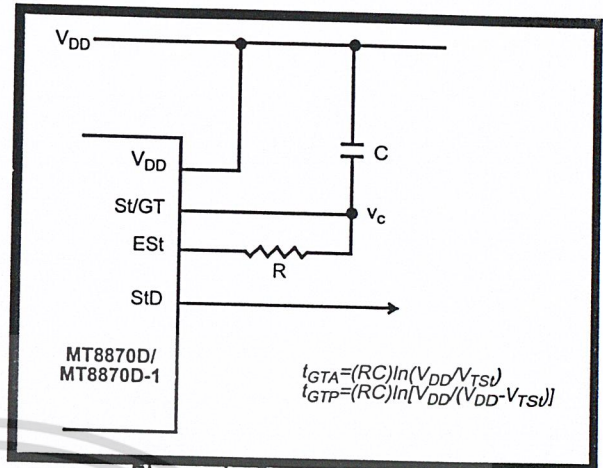 VDD
VDD
C
St/GT
vc
ESt
R
StD
MT8870D/
MT8870D-1
tGTA=(RC)ln(VDD/VTSt)
tGTP=(RC)ln[VDD/(VDD-VTSt)]